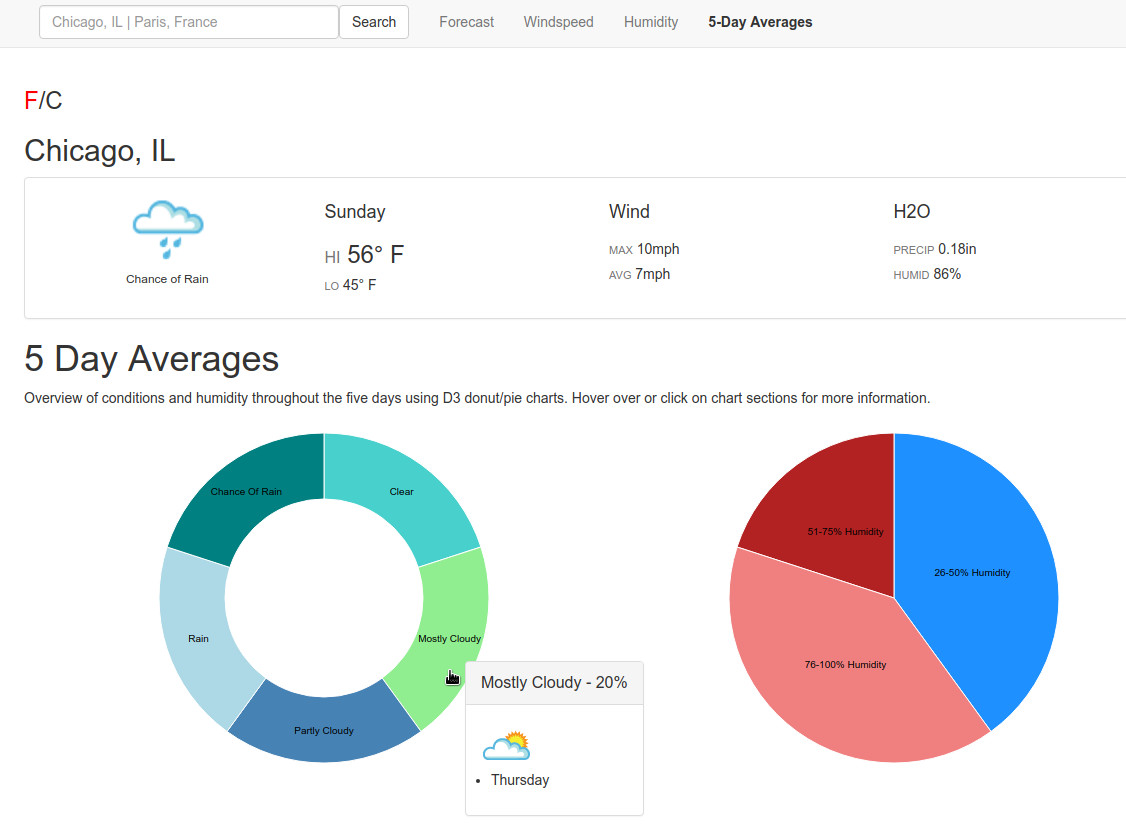 Chicago, IL | Paris, France
Search
Forecast
Windspeed
Humidity
5-Day Averages
F/C
Chicago, IL
Chance of Rain
Sunday
HI 56° F
LO 45° F
Wind
MAX 10mph
AVG 7mph
H2O
PRECIP 0.18in
HUMID 86%
5 Day Averages
Overview of conditions and humidity throughout the five days using D3 donut/pie charts. Hover over or click on chart sections for more information.
Chance Of Rain
Clear
Mostly Cloudy
Rain
Partly Cloudy
Mostly Cloudy - 20%
• Thursday
51-75% Humidity
26-50% Humidity
76-100% Humidity